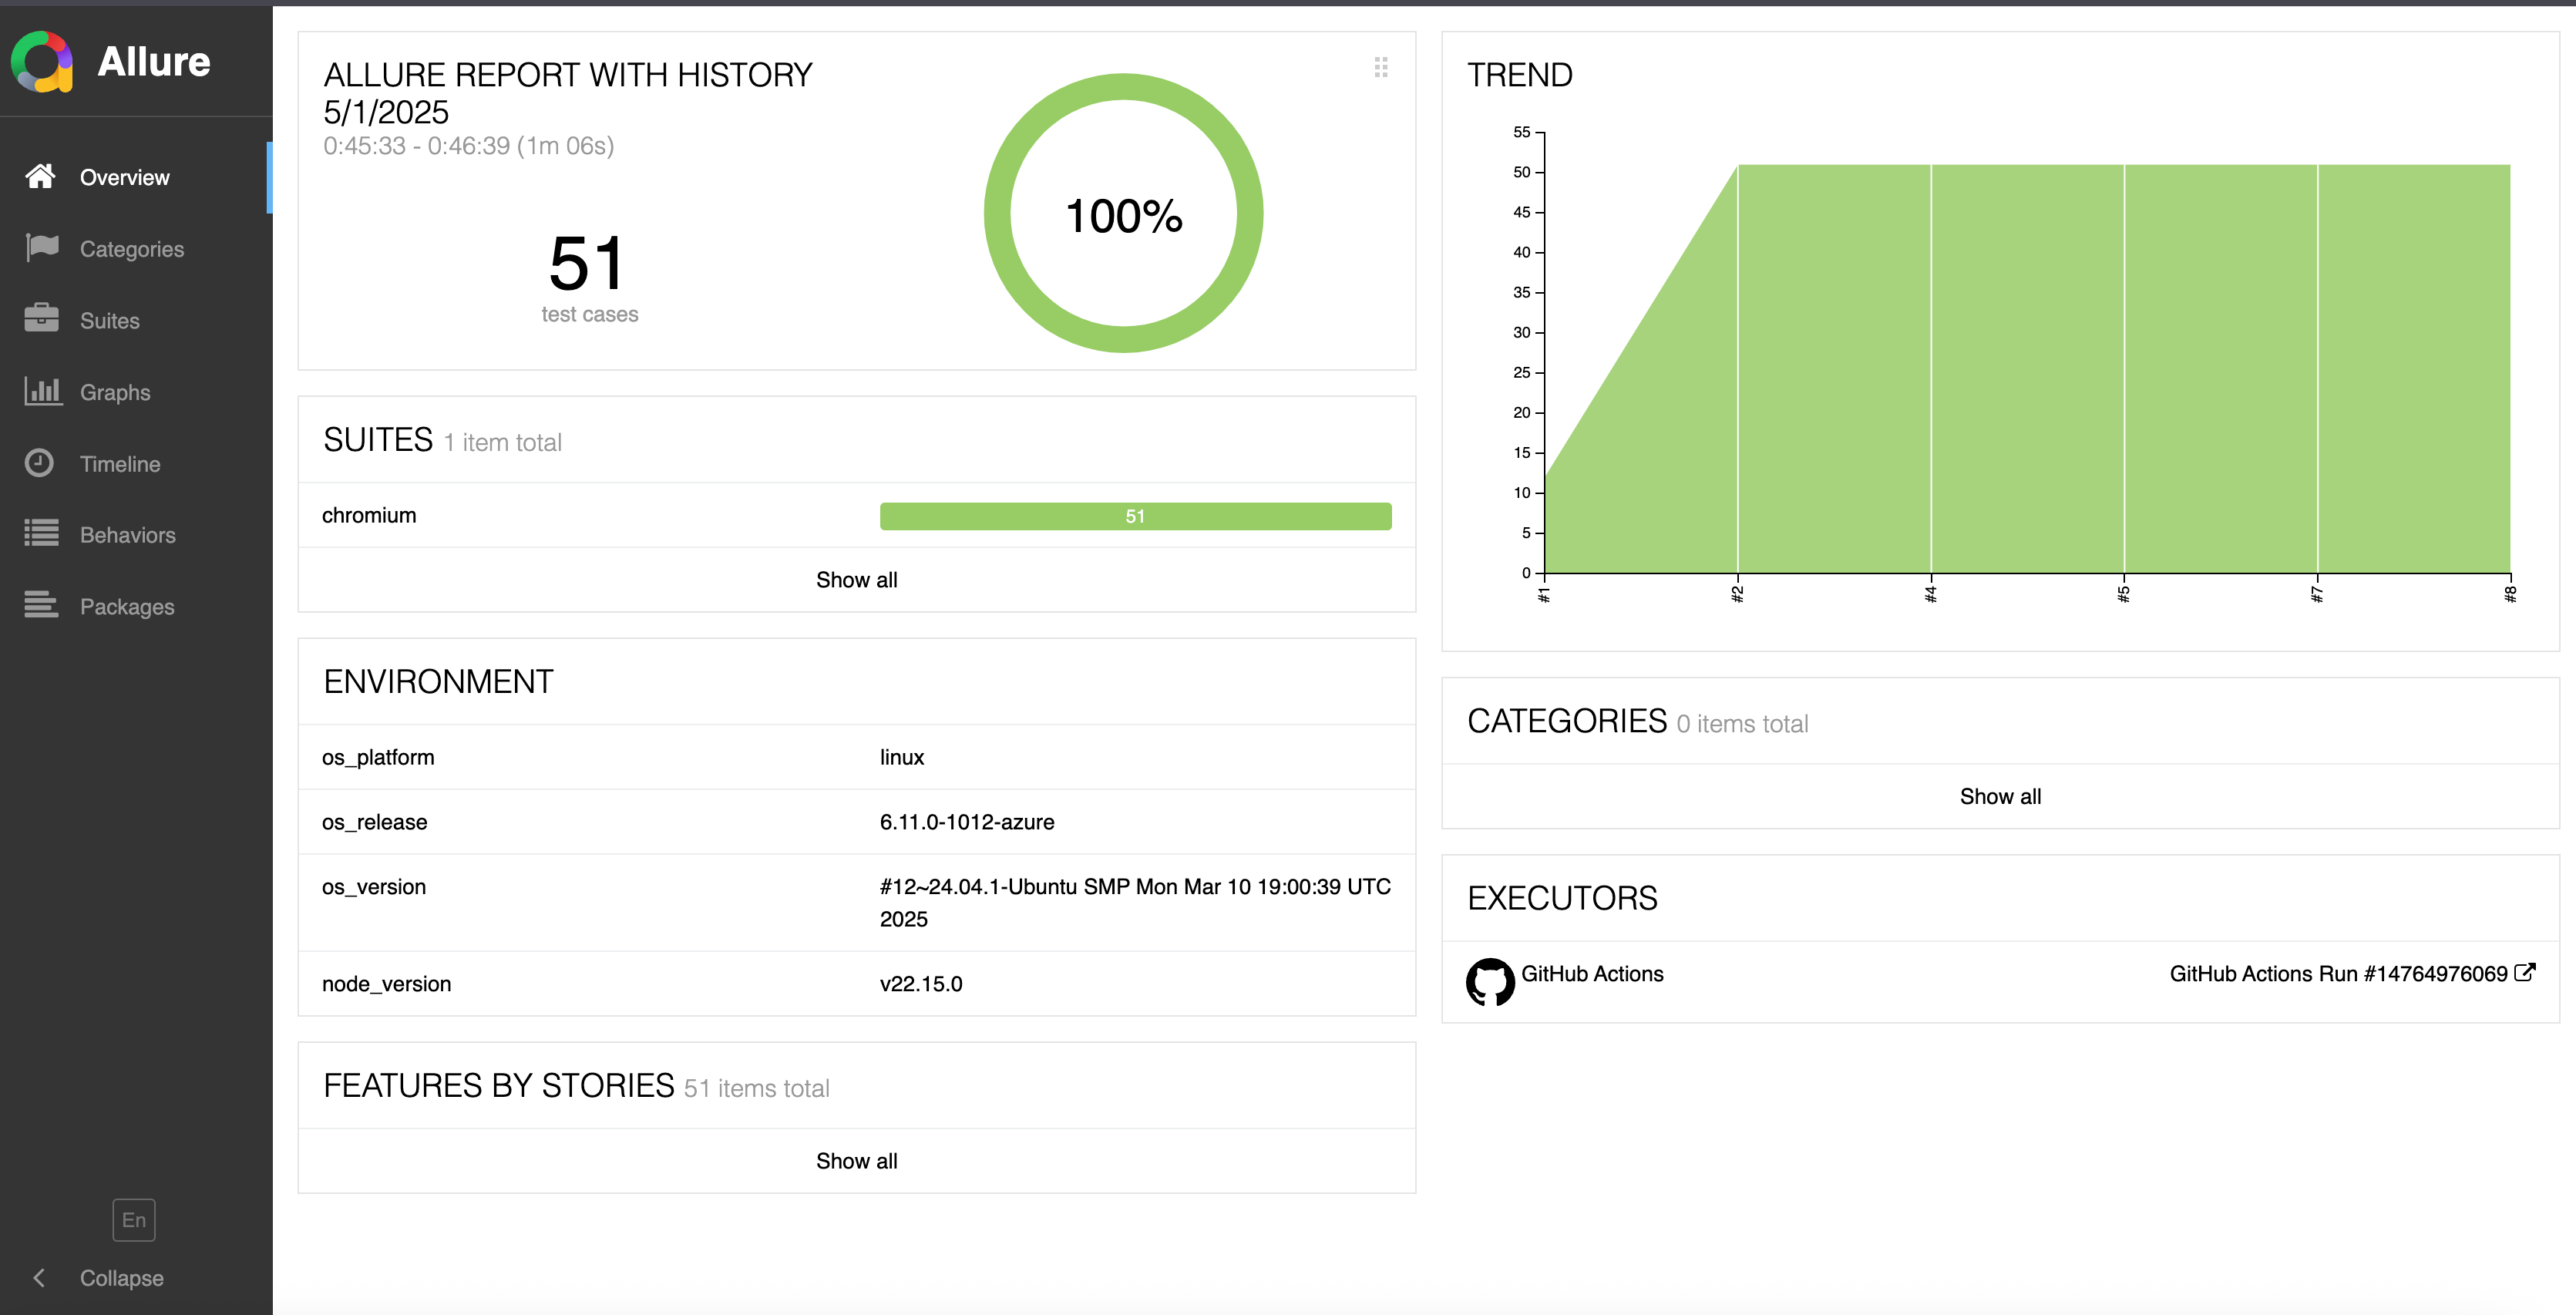 Allure
Overview
Categories
Suites
Graphs
Timeline
Behaviors
Packages
En
Collapse
ALLURE REPORT WITH HISTORY
5/1/2025
0:45:33 - 0:46:39 (1m 06s)
51
test cases
100%
SUITES 1 item total
chromium 51
Show all
ENVIRONMENT
os_platform linux
os_release 6.11.0-1012-azure
os_version #12~24.04.1-Ubuntu SMP Mon Mar 10 19:00:39 UTC
2025
node_version v22.15.0
FEATURES BY STORIES 51 items total
Show all
TREND
55
50
45
40
35
30
25
20
15
10
5
0
#1 #2 #4 #5 #7 #8
CATEGORIES 0 items total
Show all
EXECUTORS
GitHub Actions GitHub Actions Run #14764976069